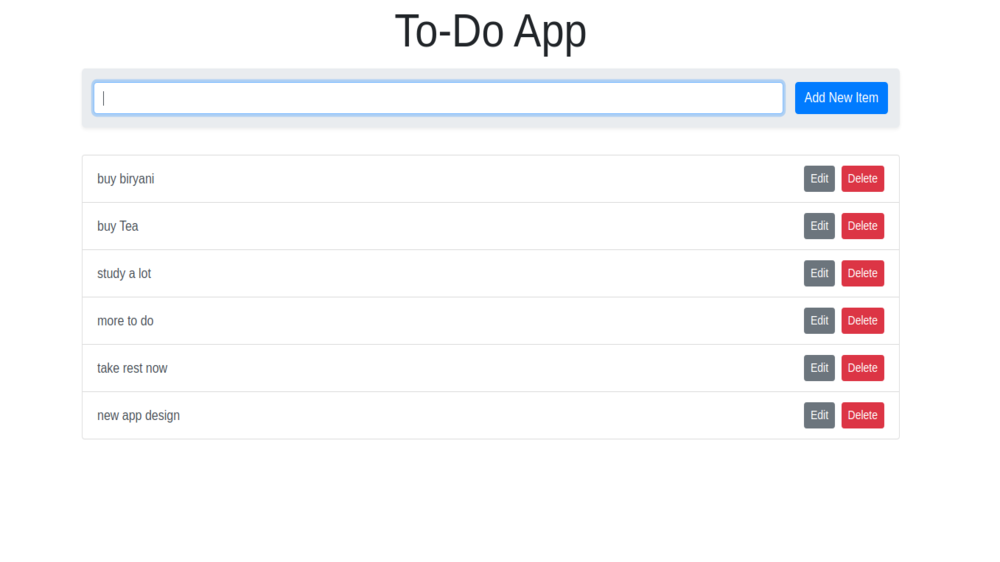 To-Do App
Add New Item
buy biryani Edit Delete
buy Tea Edit Delete
study a lot Edit Delete
more to do Edit Delete
take rest now Edit Delete
new app design Edit Delete